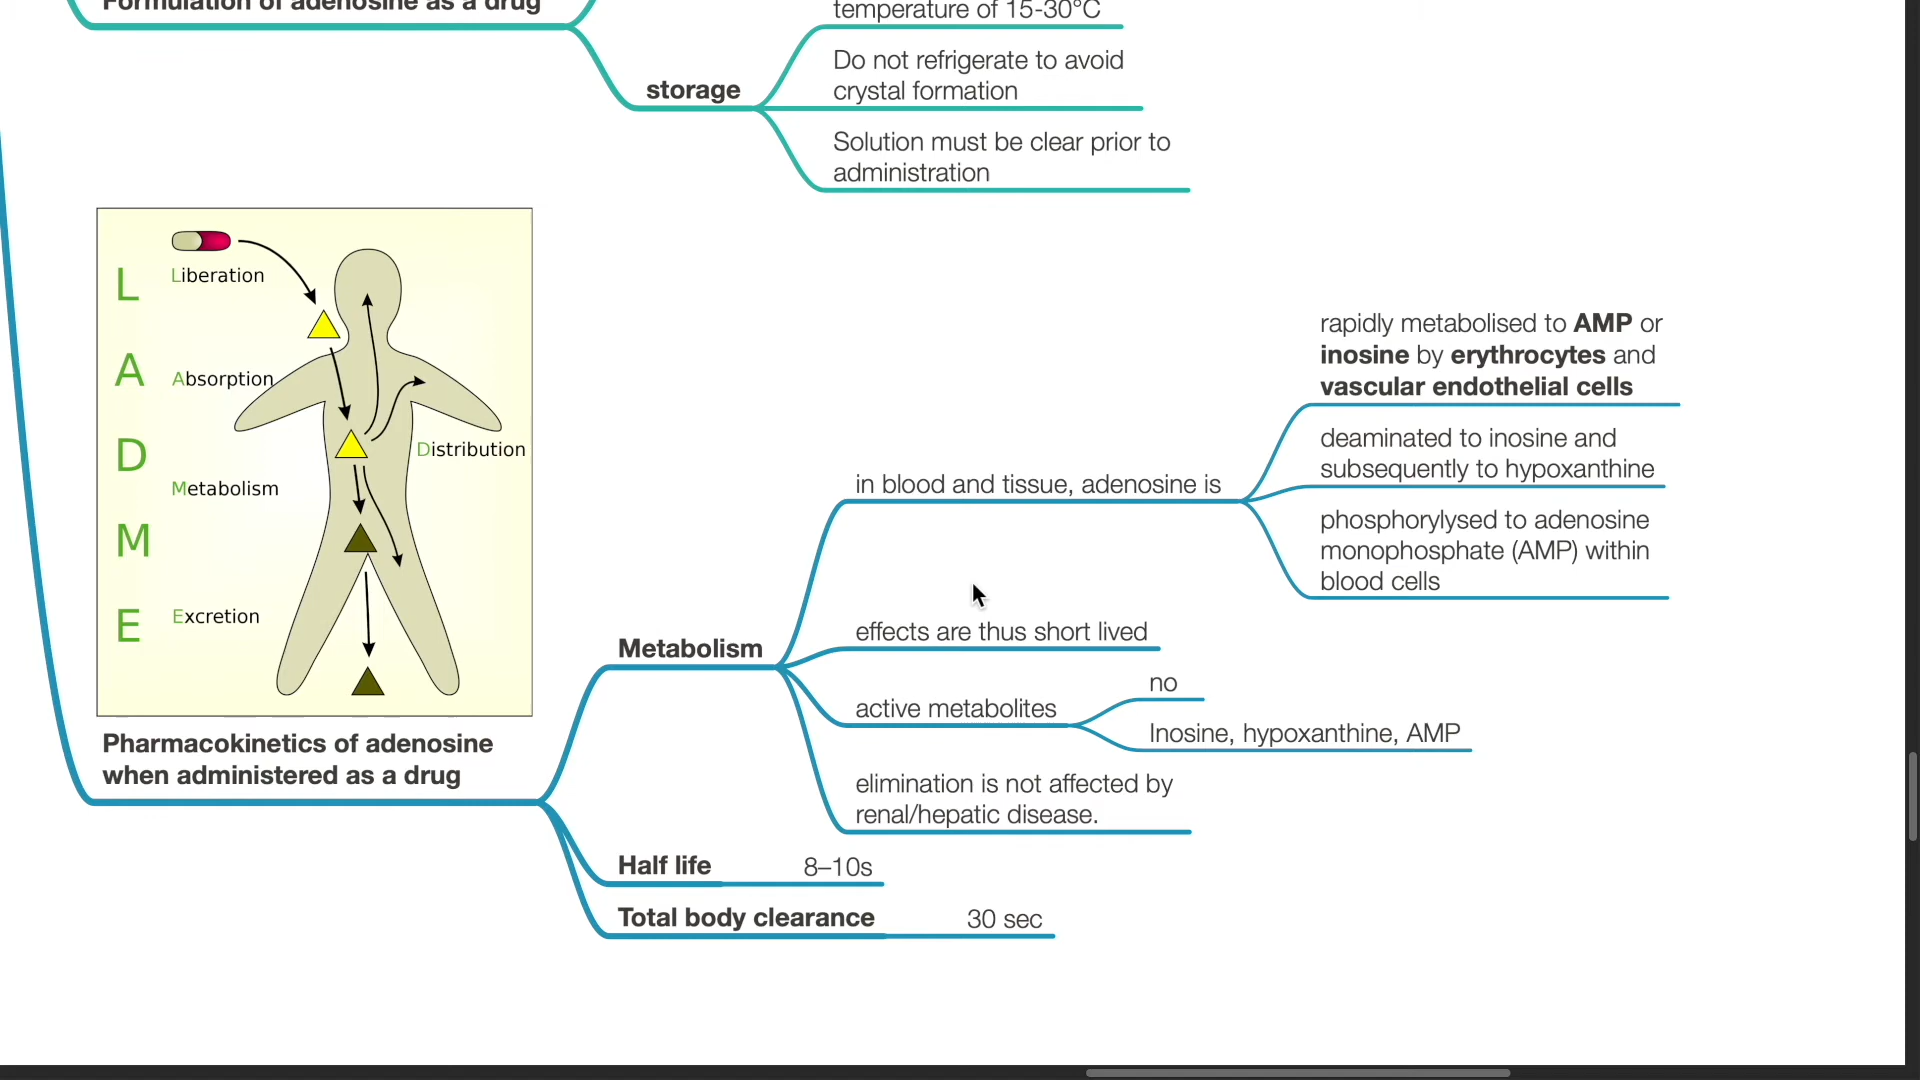 Formulation of adenosine as a drug
temperature of 15-30°C
Do not refrigerate to avoid
crystal formation
storage
Solution must be clear prior to
administration
L
Liberation
A
Absorption
D
Distribution
Metabolism
M
E
Excretion
Pharmacokinetics of adenosine
when administered as a drug
Metabolism
in blood and tissue, adenosine is
rapidly metabolised to AMP or
inosine by erythrocytes and
vascular endothelial cells
deaminated to inosine and
subsequently to hypoxanthine
phosphorylysed to adenosine
monophosphate (AMP) within
blood cells
effects are thus short lived
active metabolites
no
Inosine, hypoxanthine, AMP
elimination is not affected by
renal/hepatic disease.
Half life 8–10s
Total body clearance 30 sec